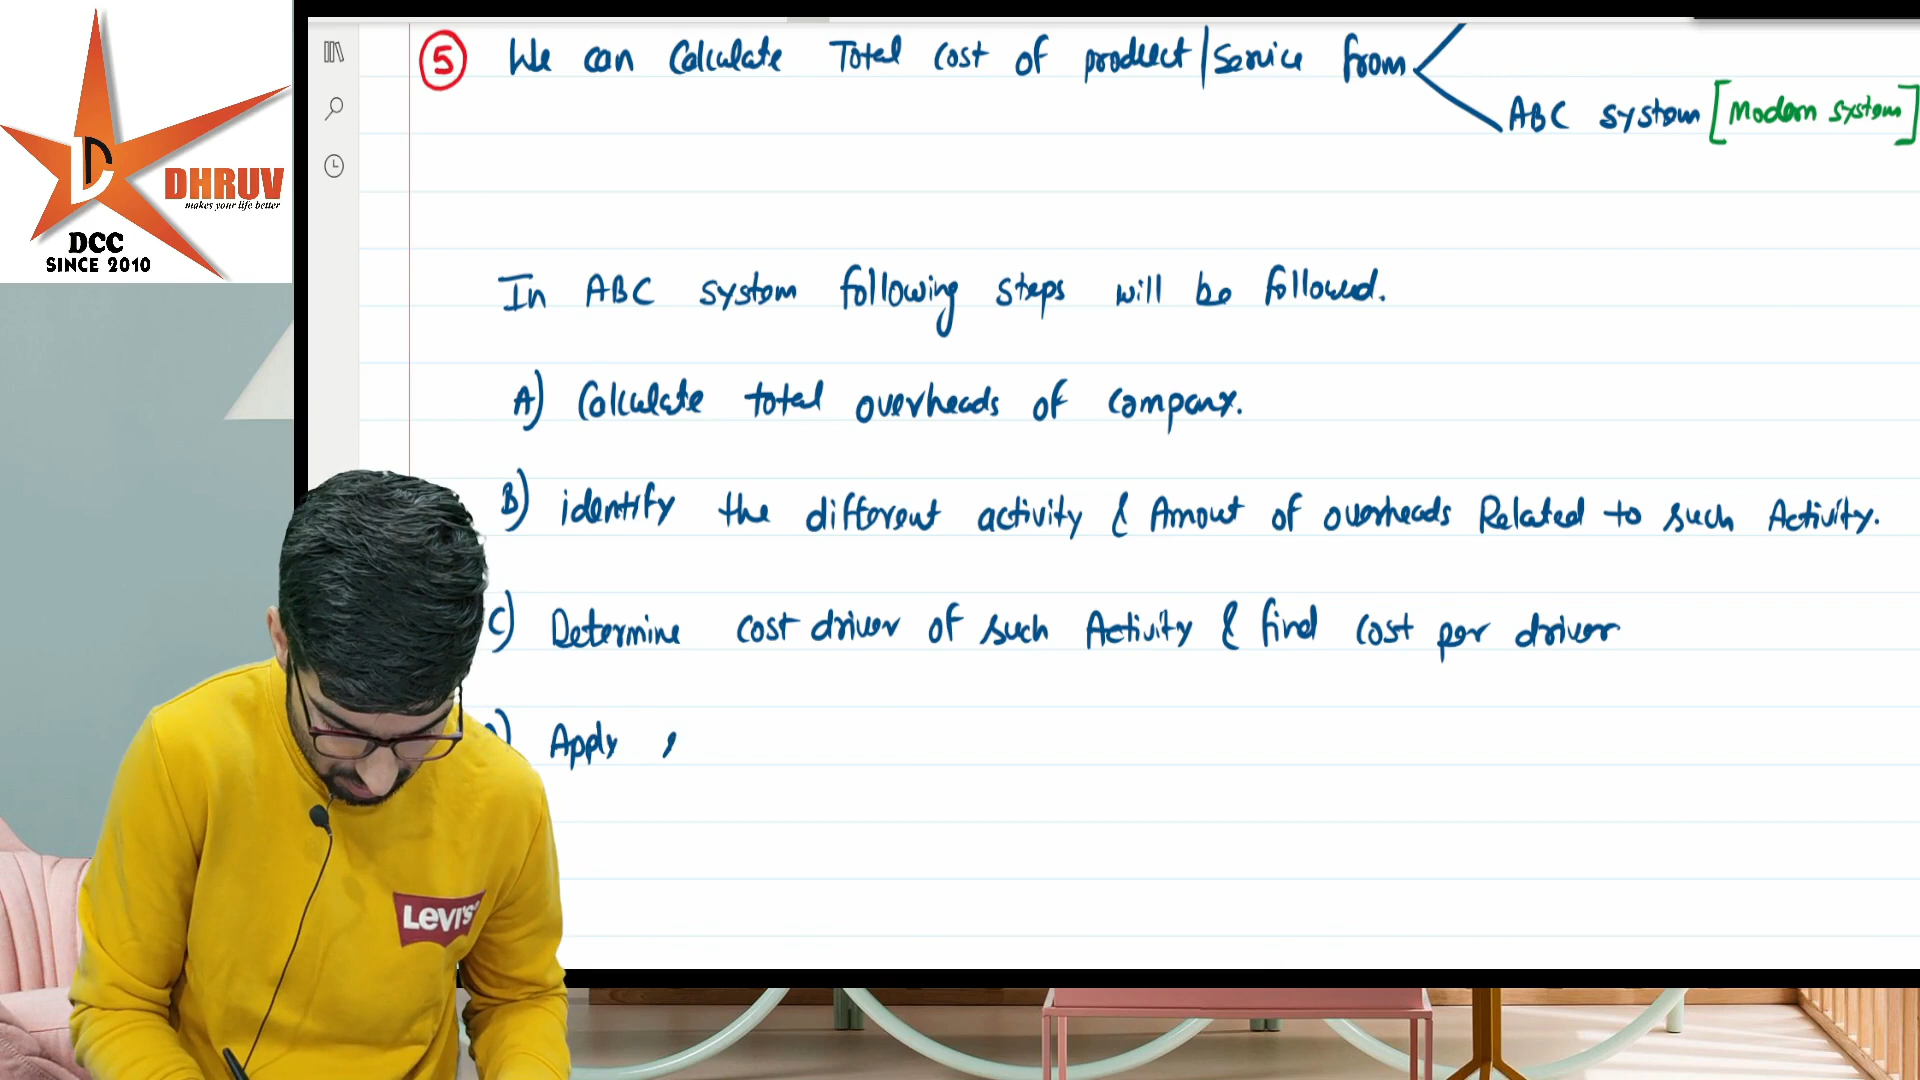 DHRUV
makes your life better
DCC
SINCE 2010
5 We can Calculate Total Cost of product/Service from
ABC system [Modern system]
In ABC system following steps will be followed.
A) Calculate total overheads of company.
B) identify the different activity & Amount of overheads Related to such Activity.
C) Determine cost driver of such Activity & find cost per driver
) Apply
LEVI'S